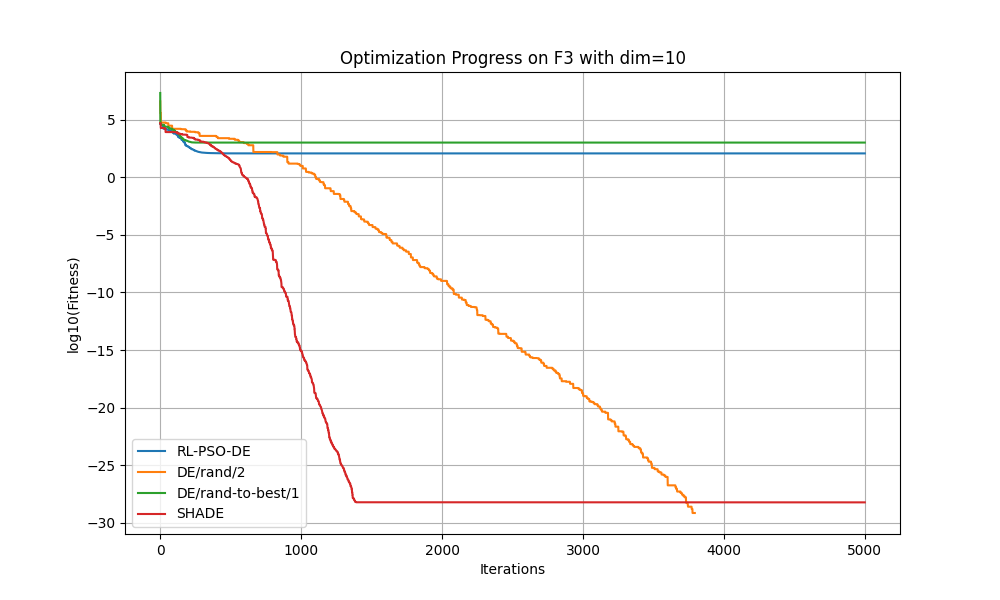 Optimization Progress on F3 with dim=10
log10(Fitness)
5
0
−5
−10
−15
−20
−25
−30
RL-PSO-DE
DE/rand/2
DE/rand-to-best/1
SHADE
0 1000 2000 3000 4000 5000
Iterations